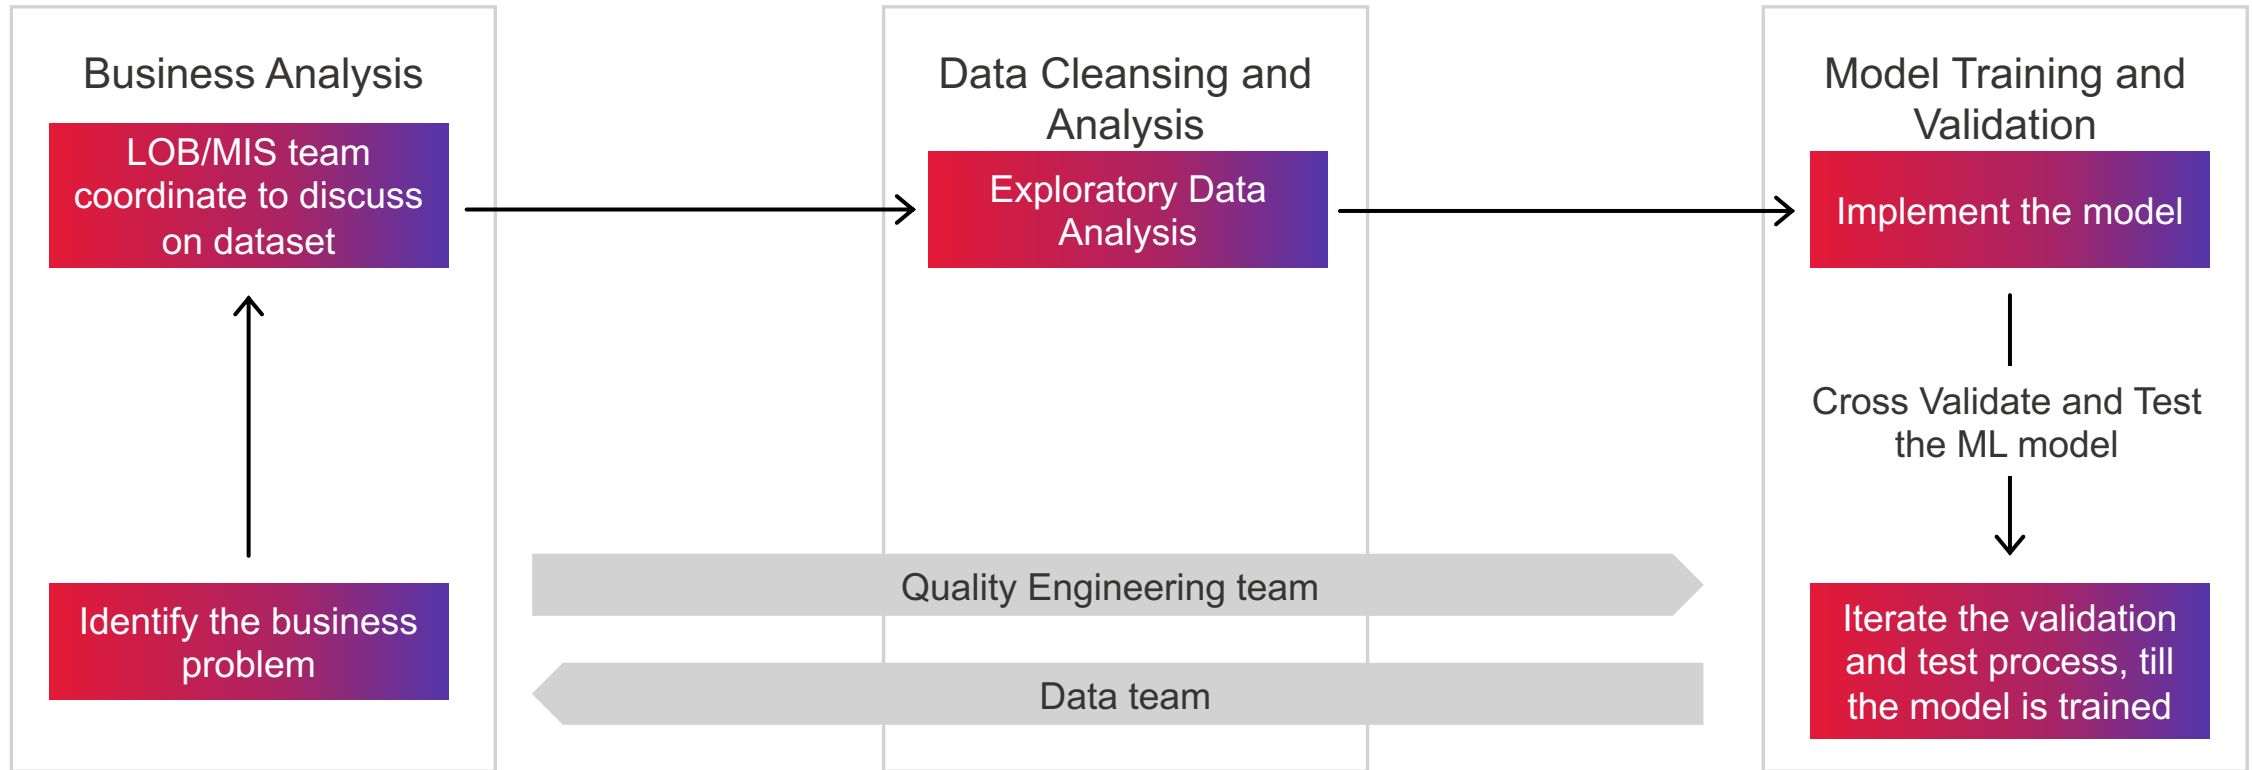 Business Analysis
LOB/MIS team
coordinate to discuss
on dataset
Identify the business
problem
Data Cleansing and
Analysis
Exploratory Data
Analysis
Quality Engineering team
Data team
Model Training and
Validation
Implement the model
Cross Validate and Test
the ML model
Iterate the validation
and test process, till
the model is trained